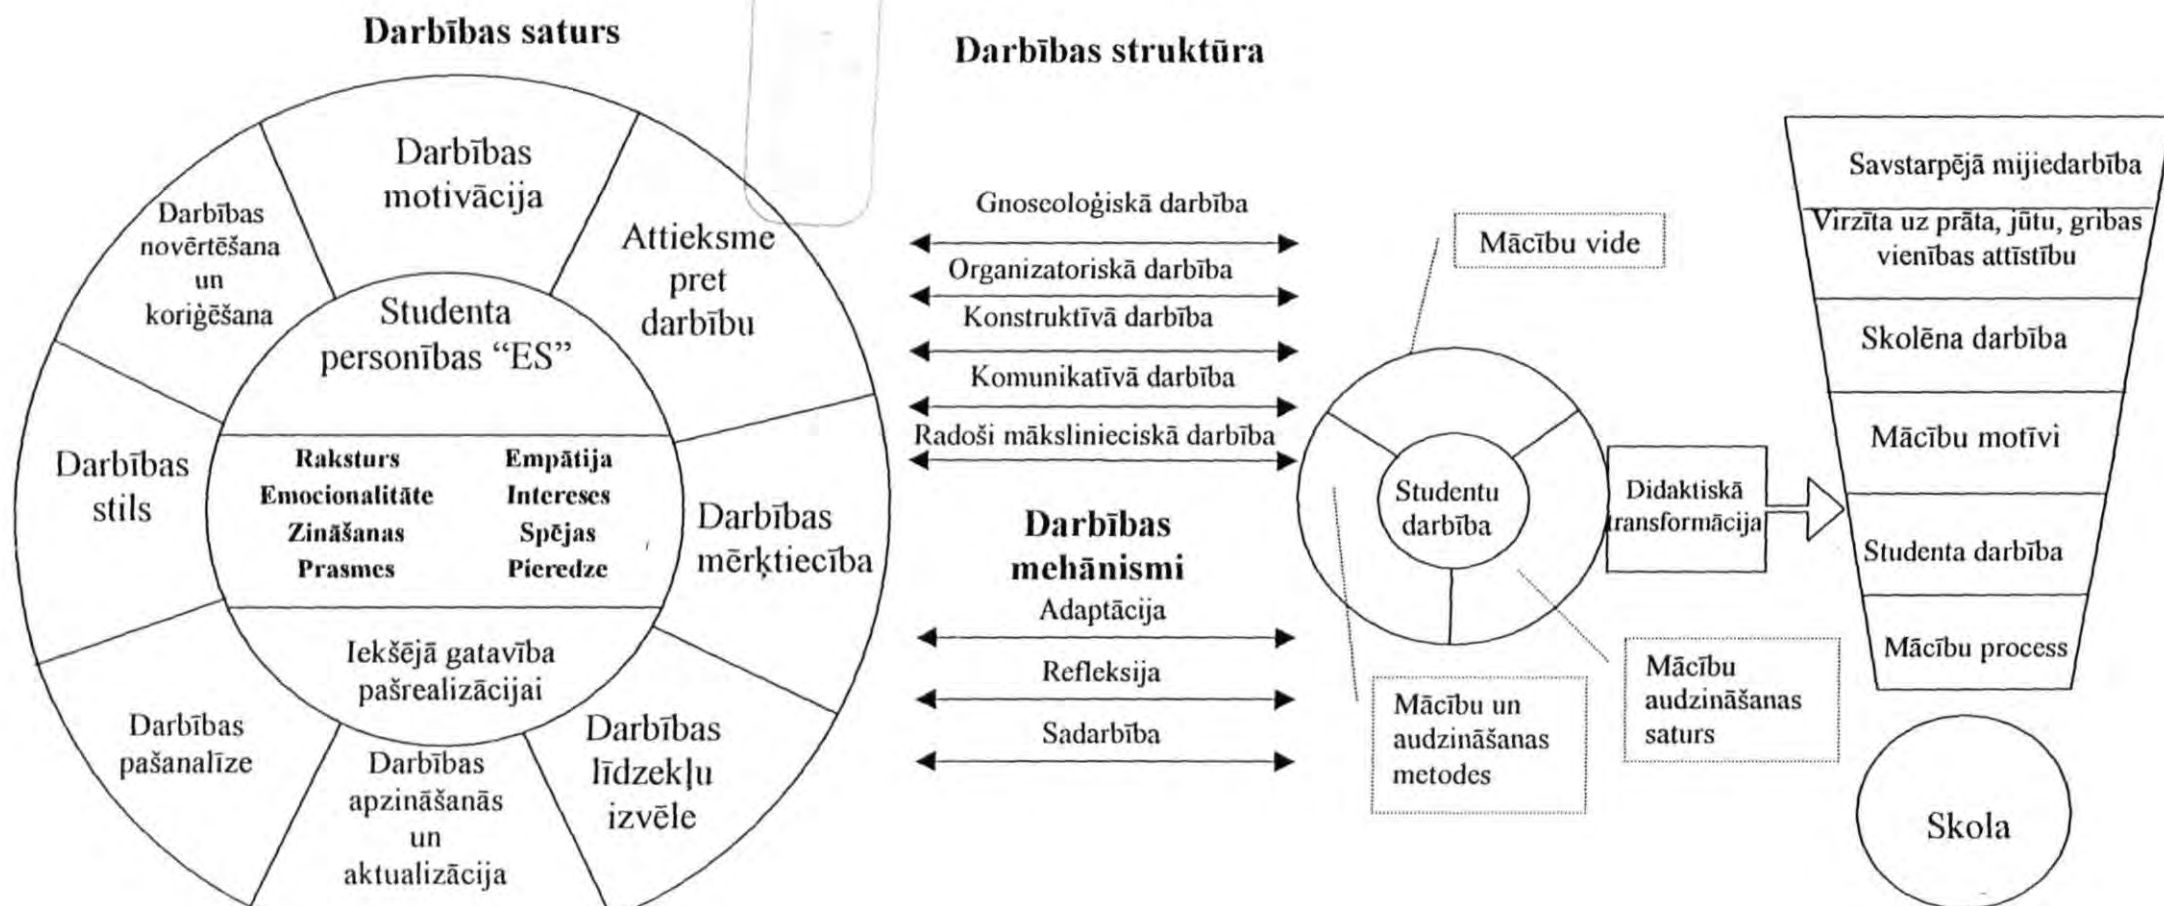 Darbības saturs
Darbības
motivācija
Attieksme
pret
darbību
Darbības
mērķtiecība
Darbības
līdzekļu
izvēle
Darbības
apzināšanās
un
aktualizācija
Darbības
pašanalīze
Darbības
stils
Darbības
novērtēšana
un
koriģēšana
Studenta
personības “ES”
Raksturs
Emocionalitāte
Zināšanas
Prasmes
Empātija
Intereses
Spējas
Pieredze
Iekšējā gatavība
pašrealizācijai
Darbības struktūra
Gnoseoloģiskā darbība
Organizatoriskā darbība
Konstruktīvā darbība
Komunikatīvā darbība
Radoši mākslinieciskā darbība
Darbības
mehānismi
Adaptācija
Refleksija
Sadarbība
Mācību vide
Studentu
darbība
Mācību un
audzināšanas
metodes
Mācību
audzināšanas
saturs
Didaktiskā
transformācija
Savstarpējā mijiedarbība
Virzīta uz prāta, jūtu, gribas
vienības attīstību
Skolēna darbība
Mācību motīvi
Studenta darbība
Mācību process
Skola